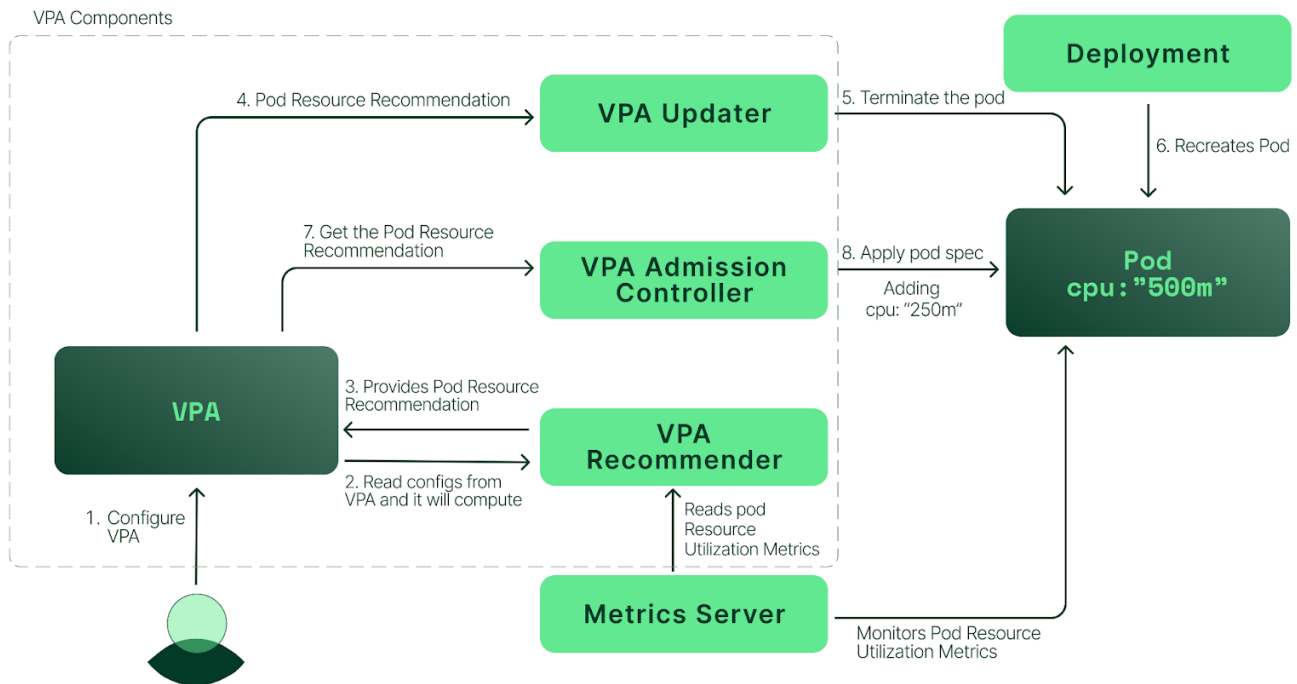 VPA Components
Deployment
4. Pod Resource Recommendation
VPA Updater
5. Terminate the pod
6. Recreates Pod
7. Get the Pod Resource
Recommendation
VPA Admission
Controller
8. Apply pod spec
Adding
cpu: “250m”
Pod
cpu:”500m”
VPA
3. Provides Pod Resource
Recommendation
VPA
Recommender
2. Read configs from
VPA and it will compute
1. Configure
VPA
Reads pod
Resource
Utilization Metrics
Metrics Server
Monitors Pod Resource
Utilization Metrics